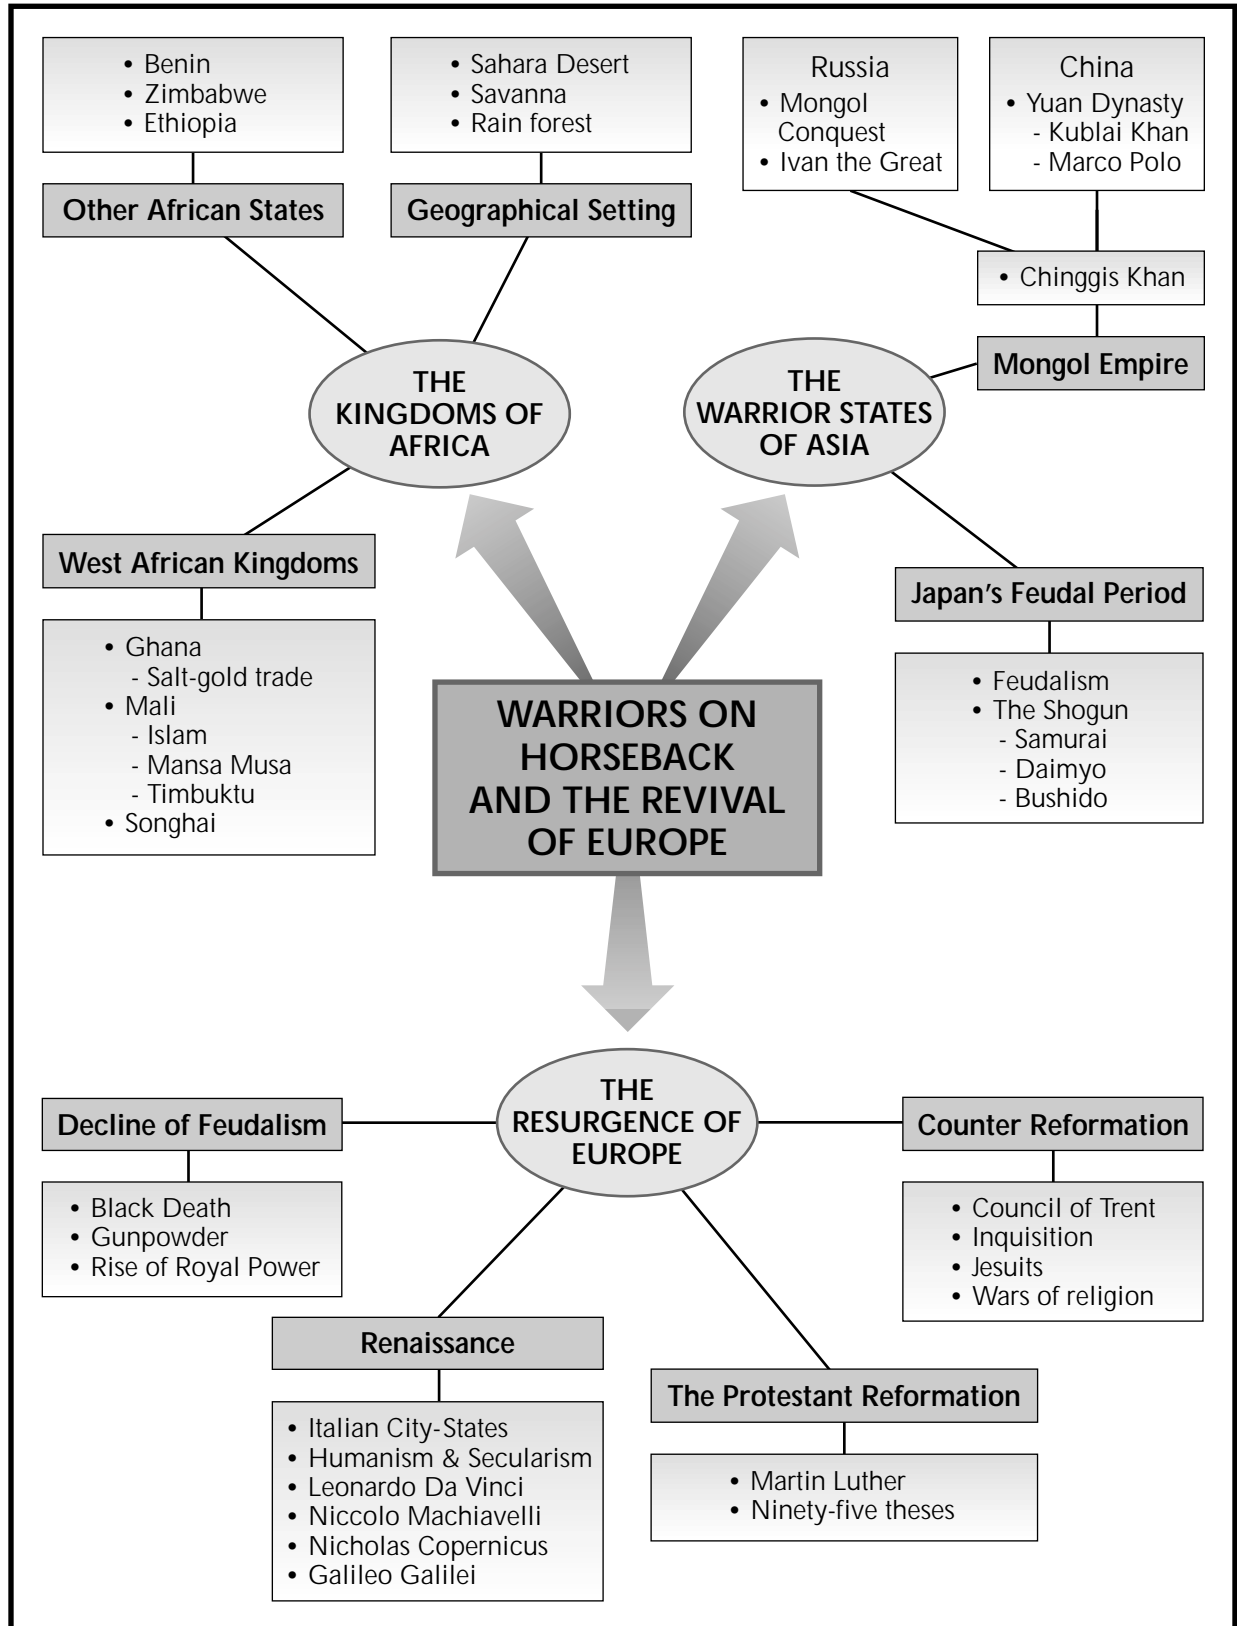 • Benin
• Zimbabwe
• Ethiopia
Other African States
• Sahara Desert
• Savanna
• Rain forest
Geographical Setting
Russia
• Mongol
Conquest
• Ivan the Great
China
• Yuan Dynasty
- Kublai Khan
- Marco Polo
• Chinggis Khan
Mongol Empire
THE
KINGDOMS OF
AFRICA
THE
WARRIOR STATES
OF ASIA
West African Kingdoms
• Ghana
- Salt-gold trade
• Mali
- Islam
- Mansa Musa
- Timbuktu
• Songhai
Japan's Feudal Period
• Feudalism
• The Shogun
- Samurai
- Daimyo
- Bushido
WARRIORS ON
HORSEBACK
AND THE REVIVAL
OF EUROPE
THE
RESURGENCE OF
EUROPE
Decline of Feudalism
• Black Death
• Gunpowder
• Rise of Royal Power
Counter Reformation
• Council of Trent
• Inquisition
• Jesuits
• Wars of religion
Renaissance
• Italian City-States
• Humanism & Secularism
• Leonardo Da Vinci
• Niccolo Machiavelli
• Nicholas Copernicus
• Galileo Galilei
The Protestant Reformation
• Martin Luther
• Ninety-five theses